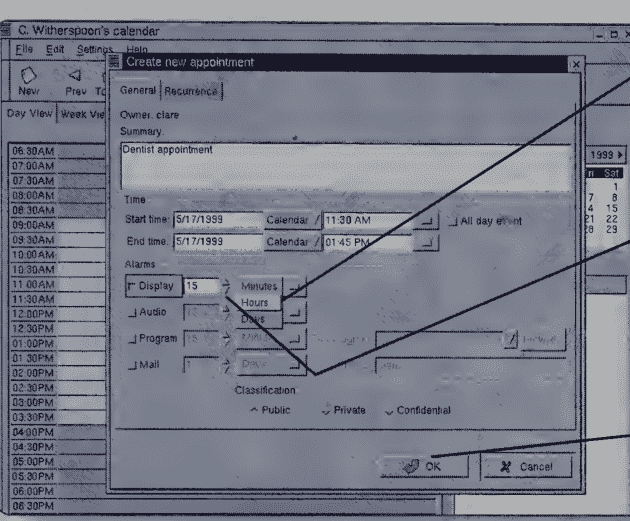 C. Witherspoon's calendar
File Edit Settings Help
Create new appointment
New Prev
General Recurrence
Day View Week Vie
Owner: clare
Summary:
Dentist appointment
1999
Sat
1
7 8
4 15
21 22
28 29
06:30AM
07:00AM
07:30AM
08:00AM
08:30AM
09:00AM
09:30AM
10:00AM
10:30AM
11:00AM
11:30AM
12:00PM
12:30PM
01:00PM
01:30PM
02:00PM
02:30PM
03:00PM
03:30PM
04:00PM
04:30PM
05:00PM
05:30PM
06:00PM
06:30PM
Time
Start time: 5/17/1999 Calendar 11:30 AM All day event
End time: 5/17/1999 Calendar 01:45 PM
Alarms
Display 15 Minutes
Hours
Days
Audio
Program
Mail
Classification
Public Private Confidential
OK Cancel